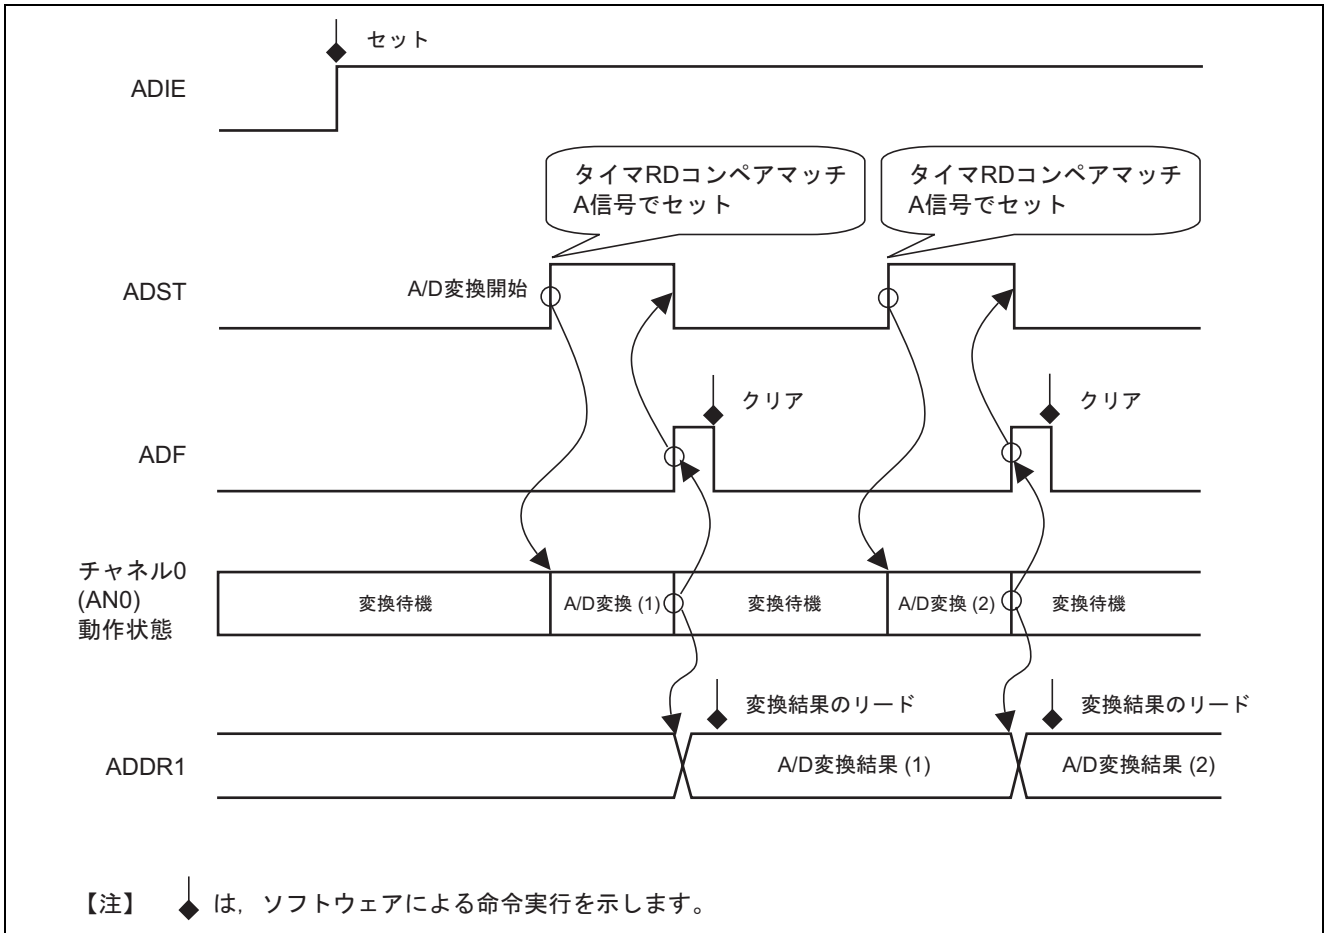 セット
ADIE
タイマRDコンペアマッチ
A信号でセット
タイマRDコンペアマッチ
A信号でセット
ADST
A/D変換開始
クリア
クリア
ADF
チャネル0
(AN0)
動作状態
変換待機
A/D変換 (1)
変換待機
A/D変換 (2)
変換待機
変換結果のリード
変換結果のリード
ADDR1
A/D変換結果 (1)
A/D変換結果 (2)
【注】 は，ソフトウェアによる命令実行を示します。